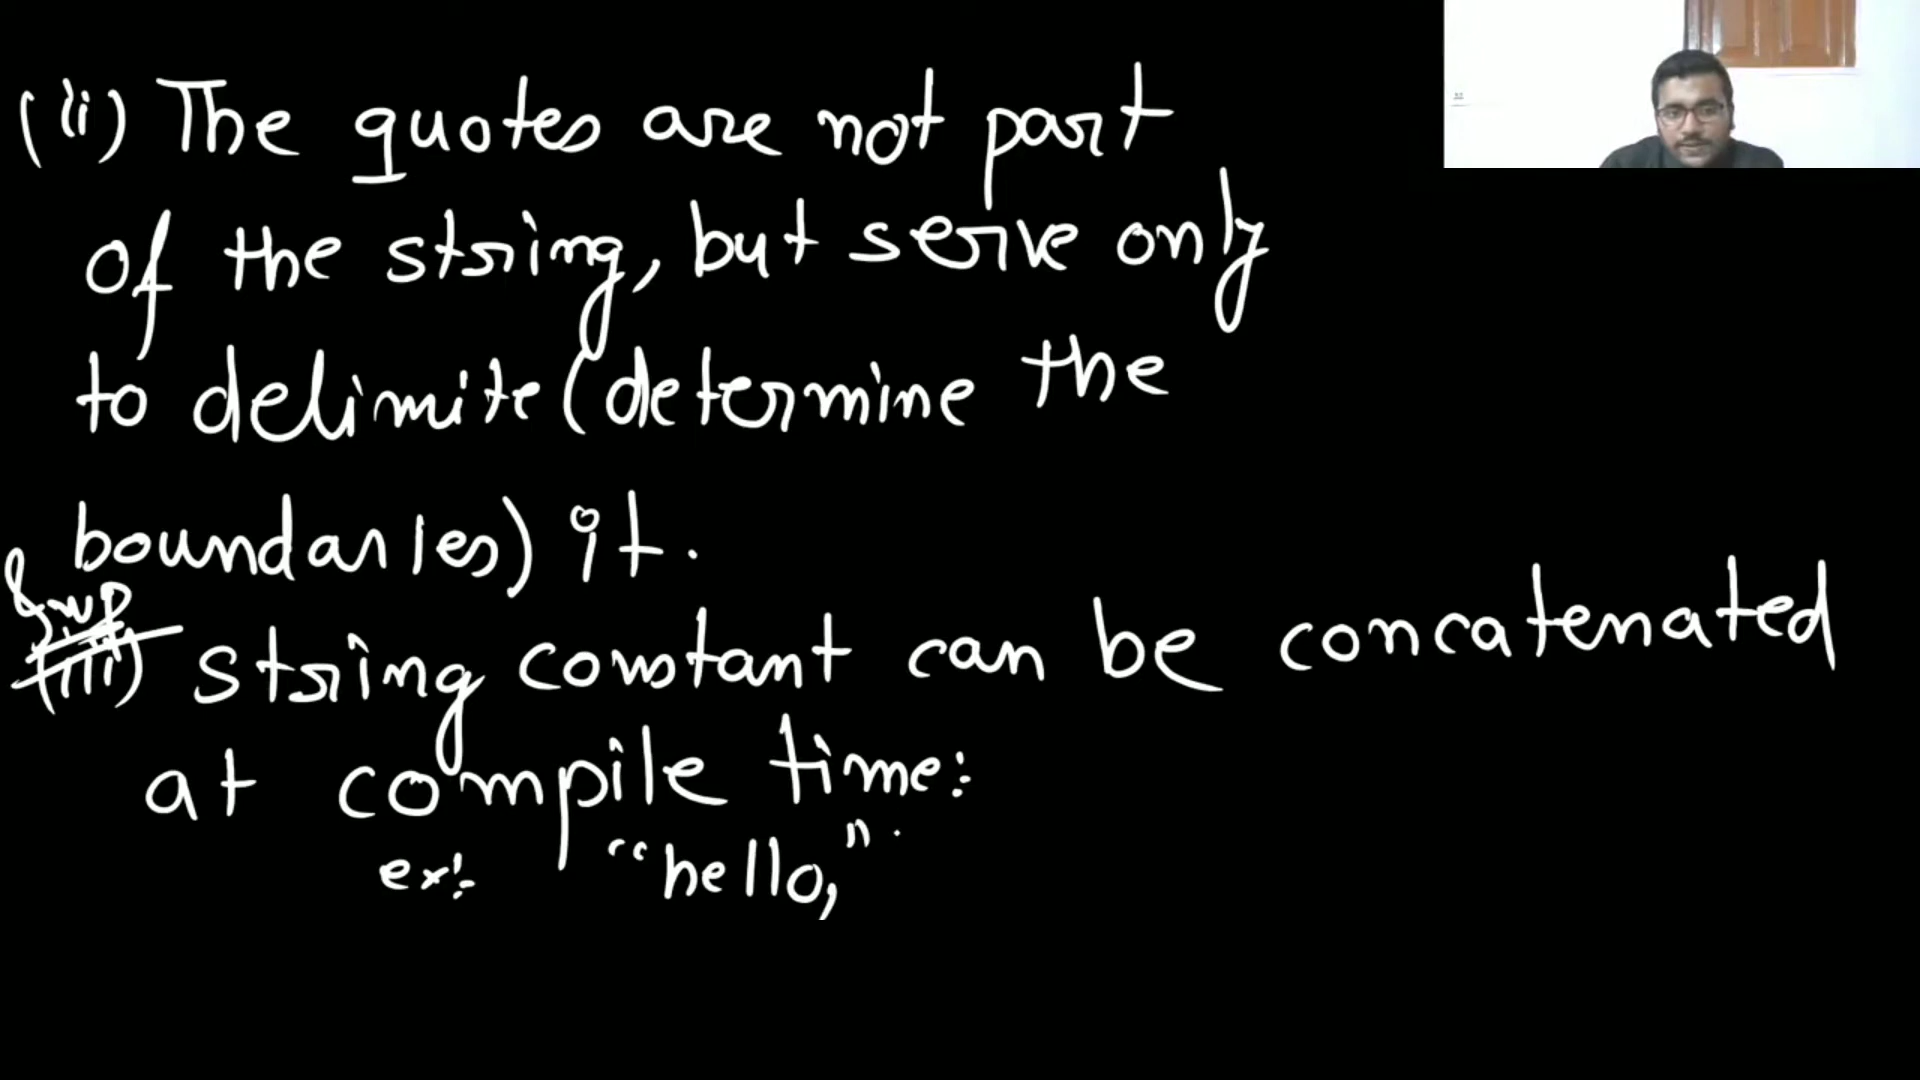 (ii) The quotes are not part
of the string, but serve only
to delimite (determine the
boundaries) it.
Imp
(iii) string constant can be concatenated
at compile time:
ex: "hello,"